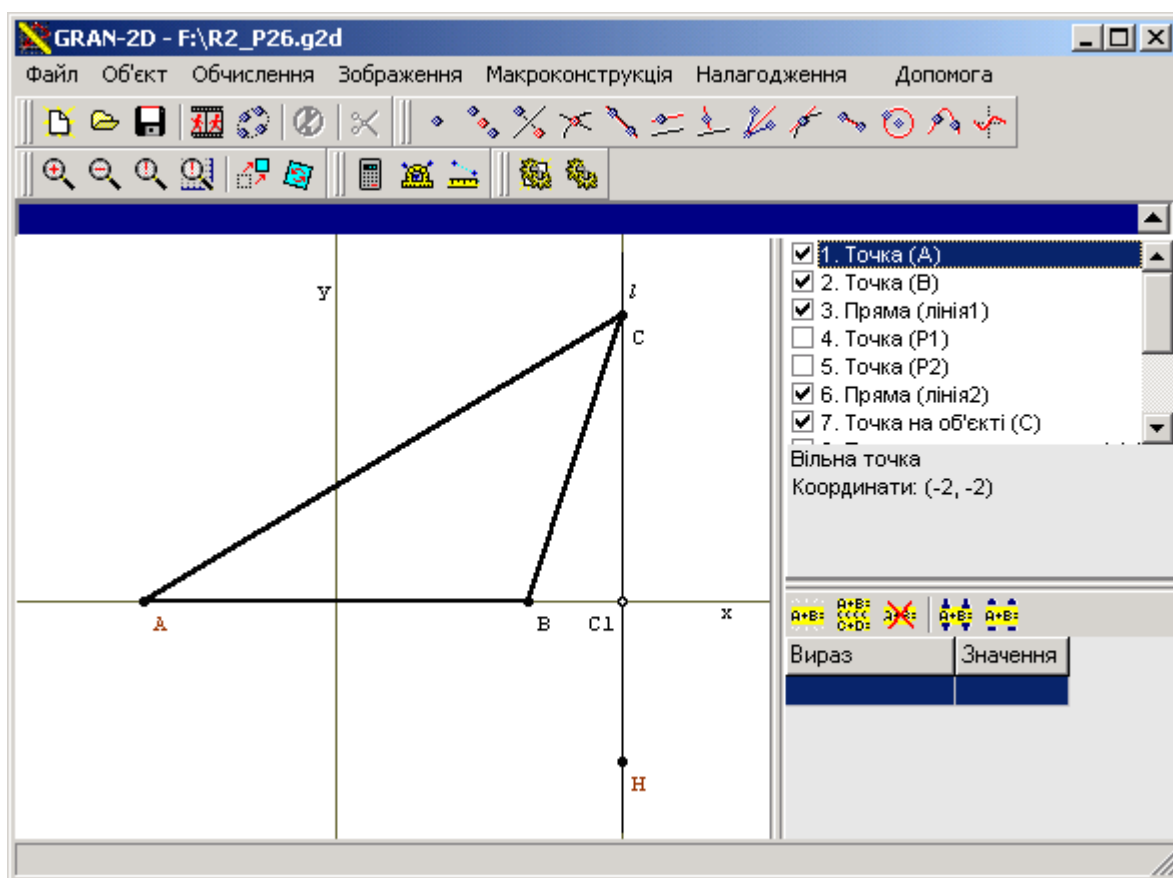 GRAN-2D - F:\R2_P26.g2d
Файл Об'єкт Обчислення Зображення Макроконструкція Налагодження Допомога
1. Точка (A)
2. Точка (B)
3. Пряма (лінія1)
4. Точка (P1)
5. Точка (P2)
6. Пряма (лінія2)
7. Точка на об'єкті (C)
Вільна точка
Координати: (-2, -2)
A+B= A+B= C+D= A+B= A+B= A+B=
Вираз Значення
y
l
C
A
B C1 x
H